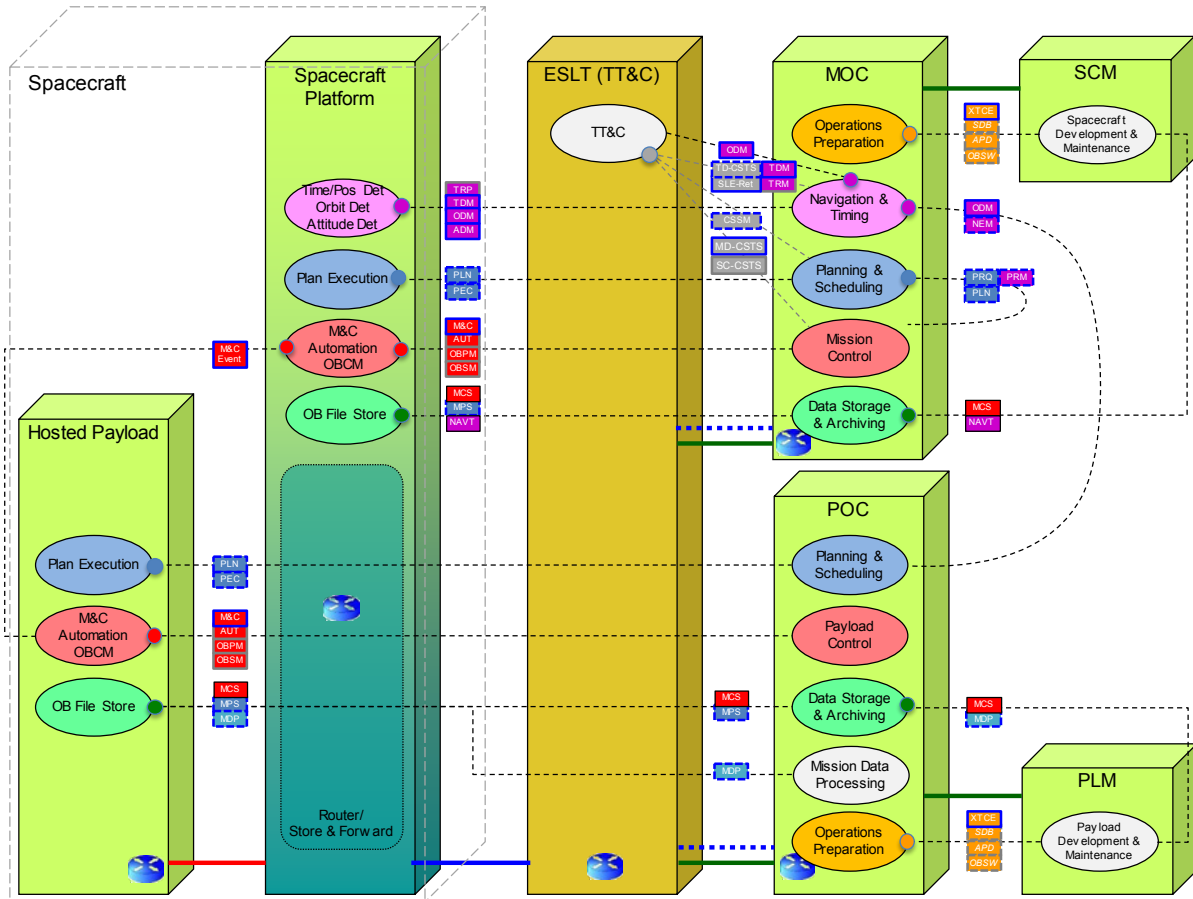 Spacecraft
Spacecraft
Platform
Time/Pos Det
Orbit Det
Attitude Det
TRP
TDM
ODM
ADM
Plan Execution
PLN
PEC
M&C
Event
M&C
Automation
OBCM
M&C
AUT
OBPM
OBSM
OB File Store
MCS
MPS
NAVT
Router/
Store & Forward
Hosted Payload
Plan Execution
PLN
PEC
M&C
Automation
OBCM
M&C
AUT
OBPM
OBSM
OB File Store
MCS
MPS
MDP
ESLT (TT&C)
TT&C
ODM
TD-CSTS TDM
SLE-Ret TRM
CSSM
MD-CSTS
SC-CSTS
MOC
Operations
Preparation
Navigation &
Timing
Planning &
Scheduling
Mission
Control
Data Storage
& Archiving
XTCE
SDB
APD
OBSW
ODM
NEM
PRQ PRM
PLN
MCS
NAVT
SCM
Spacecraft
Development &
Maintenance
POC
Planning &
Scheduling
Payload
Control
MCS
MPS
Data Storage
& Archiving
MCS
MDP
MDP
Mission Data
Processing
Operations
Preparation
XTCE
SDB
APD
OBSW
PLM
Payload
Development &
Maintenance